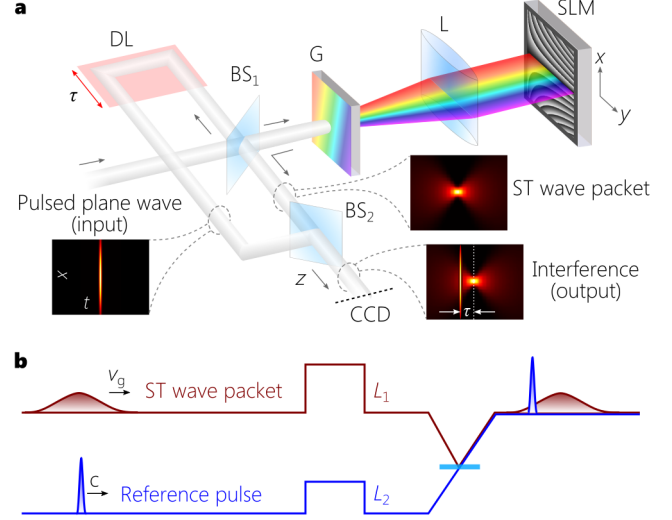 a
DL
τ
BS₁
G
L
SLM
x
y
Pulsed plane wave
(input)
x
t
ST wave packet
BS₂
z
CCD
Interference
(output)
τ
b
vg
ST wave packet
L₁
c
Reference pulse
L₂